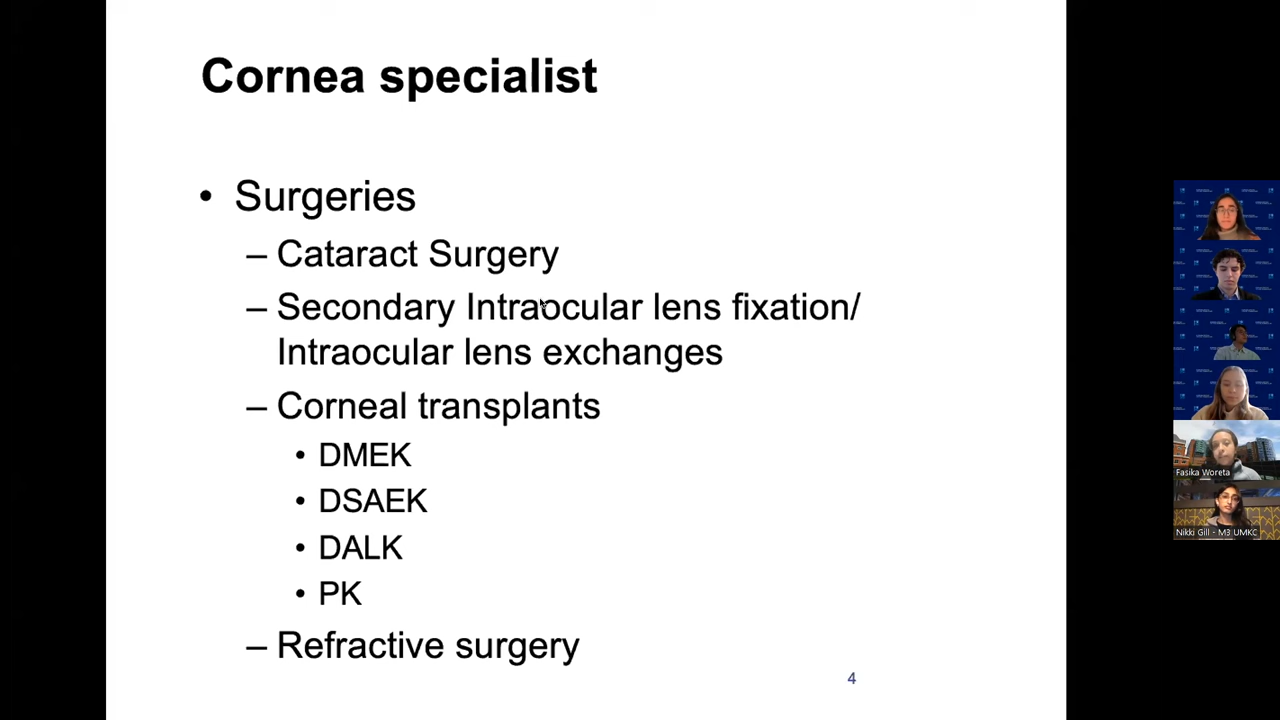 Cornea specialist
• Surgeries
– Cataract Surgery
– Secondary Intraocular lens fixation/
Intraocular lens exchanges
– Corneal transplants
• DMEK
• DSAEK
• DALK
• PK
– Refractive surgery
4
Fasika Woreta
Nikki Gill - M3 UMKC